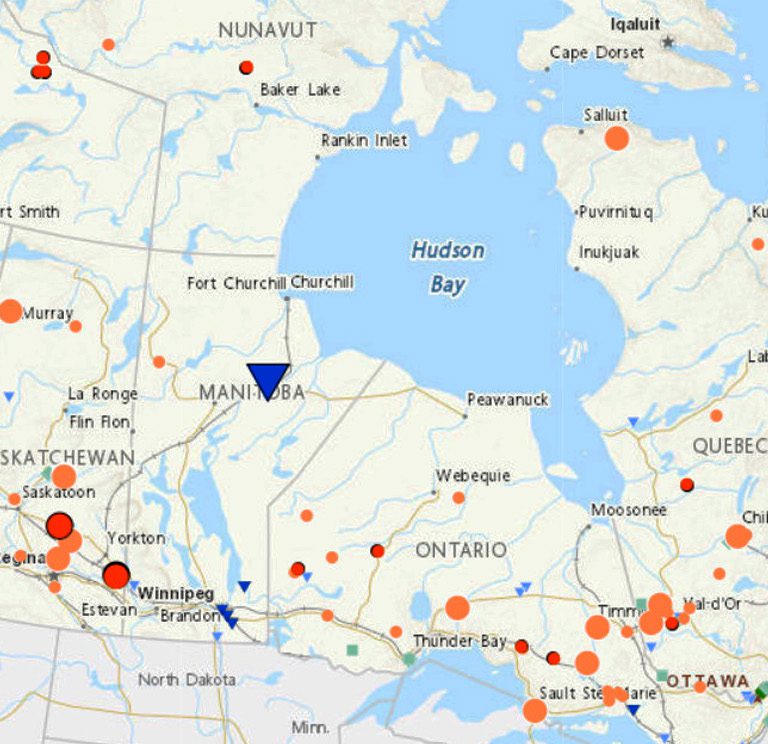 Iqaluit
NUNAVUT
Cape Dorset
Baker Lake
Salluit
Rankin Inlet
rt Smith
Puvirnituq
Ku
Hudson
Bay
Inukjuak
Fort Churchill Churchill
Murray
Lab
MANITOBA
La Ronge
Peawanuck
Flin Flon
QUEBEC
SKATCHEWAN
Webequie
Saskatoon
Moosonee
Chi
Yorkton
ONTARIO
egina
Winnipeg
Estevan
Brandon
Timm
Val-d'Or
Thunder Bay
North Dakota
OTTAWA
Sault Ste Marie
Minn.